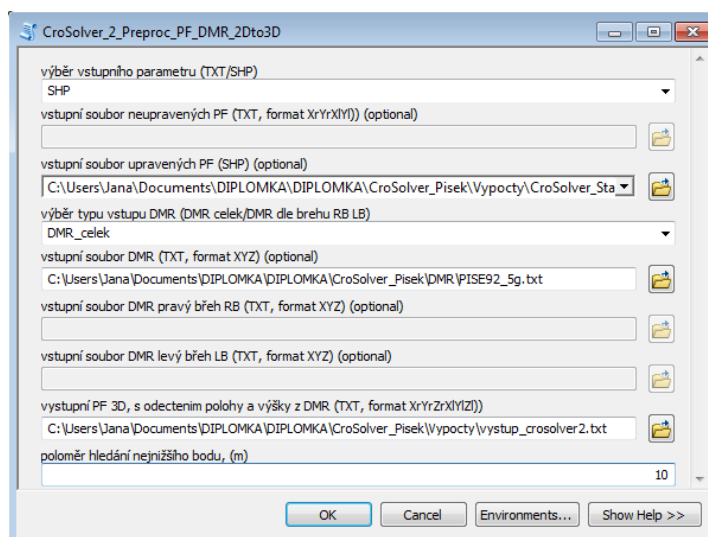 CroSolver_2_Preproc_PF_DMR_2Dto3D
výběr vstupního parametru (TXT/SHP)
SHP
vstupní soubor neupravených PF (TXT, format XrYrXlYl)) (optional)
vstupní soubor upravených PF (SHP) (optional)
C:\Users\Jana\Documents\DIPLOMKA\DIPLOMKA\CroSolver_Pisek\Vypocty\CroSolver_Sta
výběr typu vstupu DMR (DMR celek/DMR dle brehu RB LB)
DMR_celek
vstupní soubor DMR (TXT, format XYZ) (optional)
C:\Users\Jana\Documents\DIPLOMKA\DIPLOMKA\CroSolver_Pisek\DMR\PISE92_5g.txt
vstupní soubor DMR pravý břeh RB (TXT, format XYZ) (optional)
vstupní soubor DMR levý břeh LB (TXT, format XYZ) (optional)
vystupní PF 3D, s odectenim polohy a výšky z DMR (TXT, format XrYrZrXlYlZl))
C:\Users\Jana\Documents\DIPLOMKA\DIPLOMKA\CroSolver_Pisek\Vypocty\vystup_crosolver2.txt
poloměr hledání nejnižšího bodu, (m)
10
OK Cancel Environments... Show Help >>